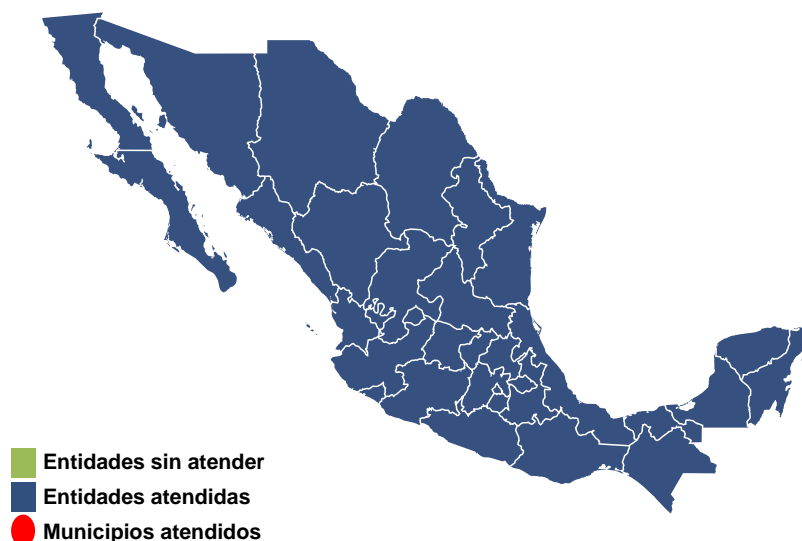 Entidades sin atender
Entidades atendidas
Municipios atendidos